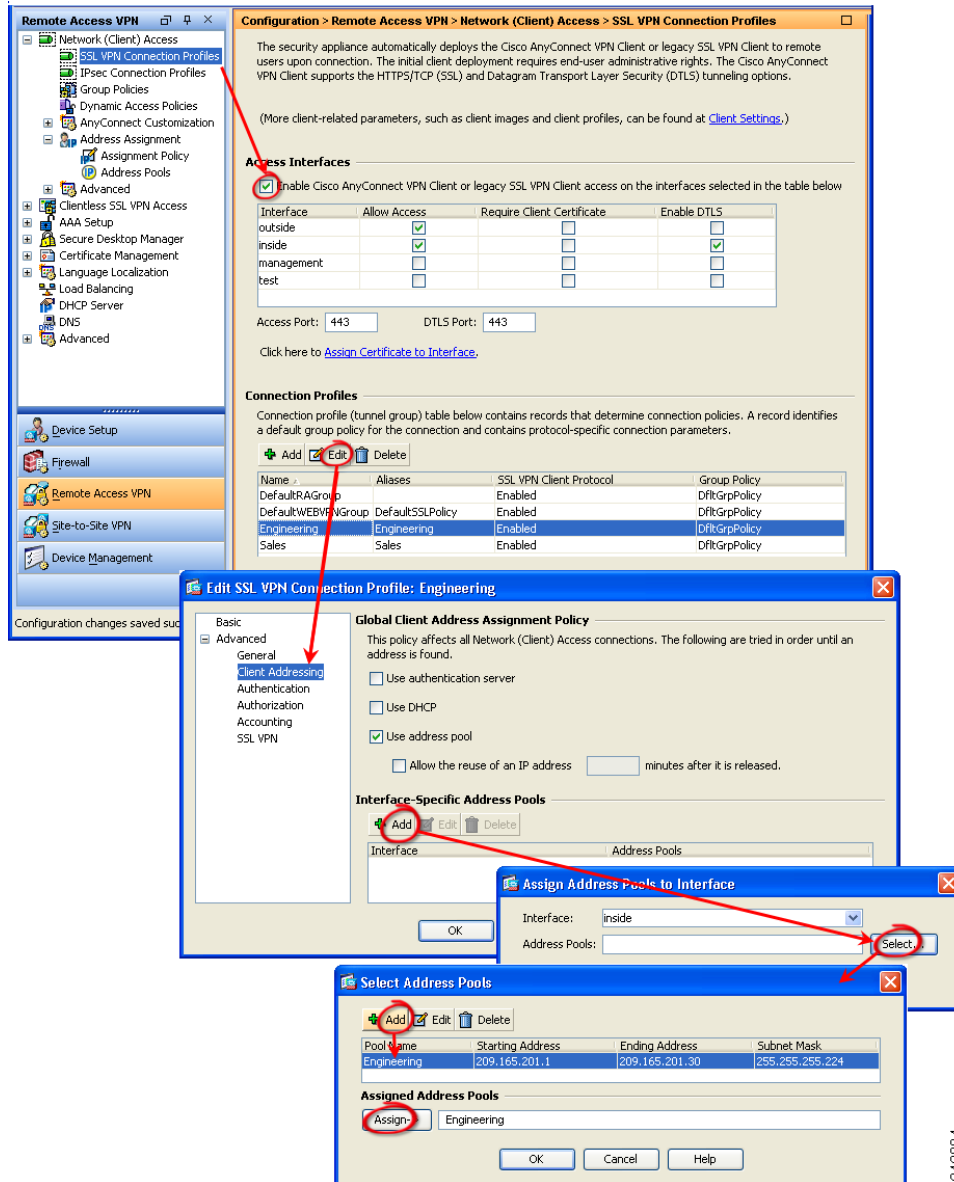 Remote Access VPN
Network (Client) Access
SSL VPN Connection Profiles
IPsec Connection Profiles
Group Policies
Dynamic Access Policies
AnyConnect Customization
Address Assignment
Assignment Policy
Address Pools
Advanced
Clientless SSL VPN Access
AAA Setup
Secure Desktop Manager
Certificate Management
Language Localization
Load Balancing
DHCP Server
DNS
Advanced
Device Setup
Firewall
Remote Access VPN
Site-to-Site VPN
Device Management
Configuration changes saved suc
Configuration > Remote Access VPN > Network (Client) Access > SSL VPN Connection Profiles
The security appliance automatically deploys the Cisco AnyConnect VPN Client or legacy SSL VPN Client to remote
users upon connection. The initial client deployment requires end-user administrative rights. The Cisco AnyConnect
VPN Client supports the HTTPS/TCP (SSL) and Datagram Transport Layer Security (DTLS) tunneling options.
(More client-related parameters, such as client images and client profiles, can be found at Client Settings.)
Access Interfaces
Enable Cisco AnyConnect VPN Client or legacy SSL VPN Client access on the interfaces selected in the table below
Interface Allow Access Require Client Certificate Enable DTLS
outside
inside
management
test
Access Port: 443 DTLS Port: 443
Click here to Assign Certificate to Interface.
Connection Profiles
Connection profile (tunnel group) table below contains records that determine connection policies. A record identifies
a default group policy for the connection and contains protocol-specific connection parameters.
Add Edit Delete
Name Aliases SSL VPN Client Protocol Group Policy
DefaultRAGroup Enabled DfltGrpPolicy
DefaultWEBVPNGroup DefaultSSLPolicy Enabled DfltGrpPolicy
Engineering Engineering Enabled DfltGrpPolicy
Sales Sales Enabled DfltGrpPolicy
Edit SSL VPN Connection Profile: Engineering
Basic
Advanced
General
Client Addressing
Authentication
Authorization
Accounting
SSL VPN
Global Client Address Assignment Policy
This policy affects all Network (Client) Access connections. The following are tried in order until an
address is found.
Use authentication server
Use DHCP
Use address pool
Allow the reuse of an IP address minutes after it is released.
Interface-Specific Address Pools
Add Edit Delete
Interface Address Pools
OK
Assign Address Pools to Interface
Interface: inside
Address Pools: Select...
Select Address Pools
Add Edit Delete
Pool Name Starting Address Ending Address Subnet Mask
Engineering 209.165.201.1 209.165.201.30 255.255.255.224
Assigned Address Pools
Assign-> Engineering
OK Cancel Help